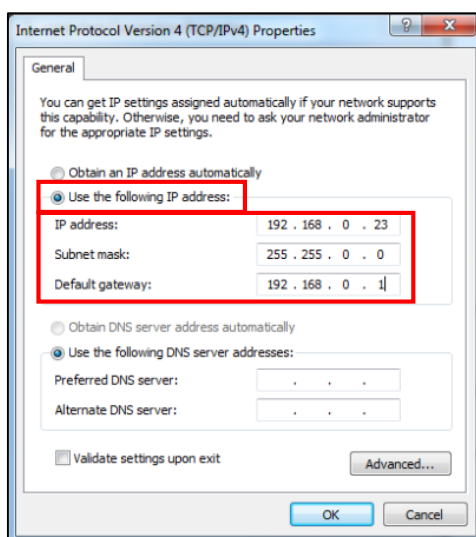 Internet Protocol Version 4 (TCP/IPv4) Properties
General
You can get IP settings assigned automatically if your network supports
this capability. Otherwise, you need to ask your network administrator
for the appropriate IP settings.
Obtain an IP address automatically
Use the following IP address:
IP address: 192 . 168 . 0 . 23
Subnet mask: 255 . 255 . 0 . 0
Default gateway: 192 . 168 . 0 . 1
Obtain DNS server address automatically
Use the following DNS server addresses:
Preferred DNS server: . . .
Alternate DNS server: . . .
Validate settings upon exit
Advanced...
OK Cancel